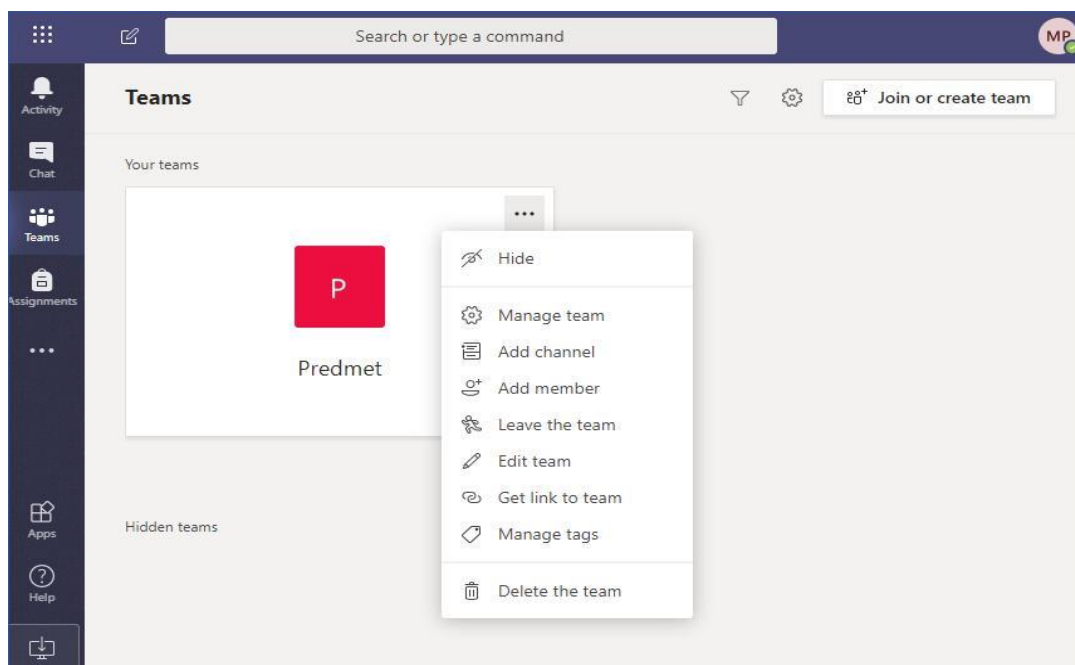 Search or type a command
MP
Activity
Chat
Teams
Assignments
Apps
Help
Teams
Join or create team
Your teams
P
Predmet
Hide
Manage team
Add channel
Add member
Leave the team
Edit team
Get link to team
Manage tags
Delete the team
Hidden teams